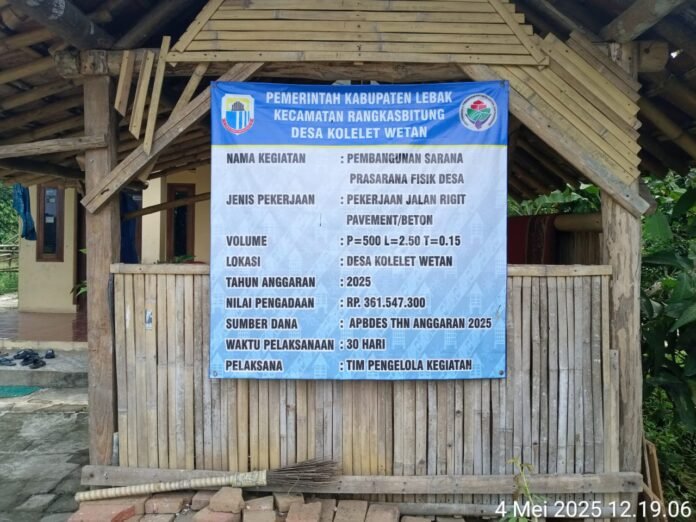 PEMERINTAH KABUPATEN LEBAK
KECAMATAN RANGKASBITUNG
DESA KOLELET WETAN
NAMA KEGIATAN : PEMBANGUNAN SARANA
PRASARANA FISIK DESA
JENIS PEKERJAAN : PEKERJAAN JALAN RIGIT
PAVEMENT/BETON
VOLUME : P=500 L=2.50 T=0.15
LOKASI : DESA KOLELET WETAN
TAHUN ANGGARAN : 2025
NILAI PENGADAAN : RP. 361.547.300
SUMBER DANA : APBDES THN ANGGARAN 2025
WAKTU PELAKSANAAN : 30 HARI
PELAKSANA : TIM PENGELOLA KEGIATAN
4 Mei 2025 12.19.06